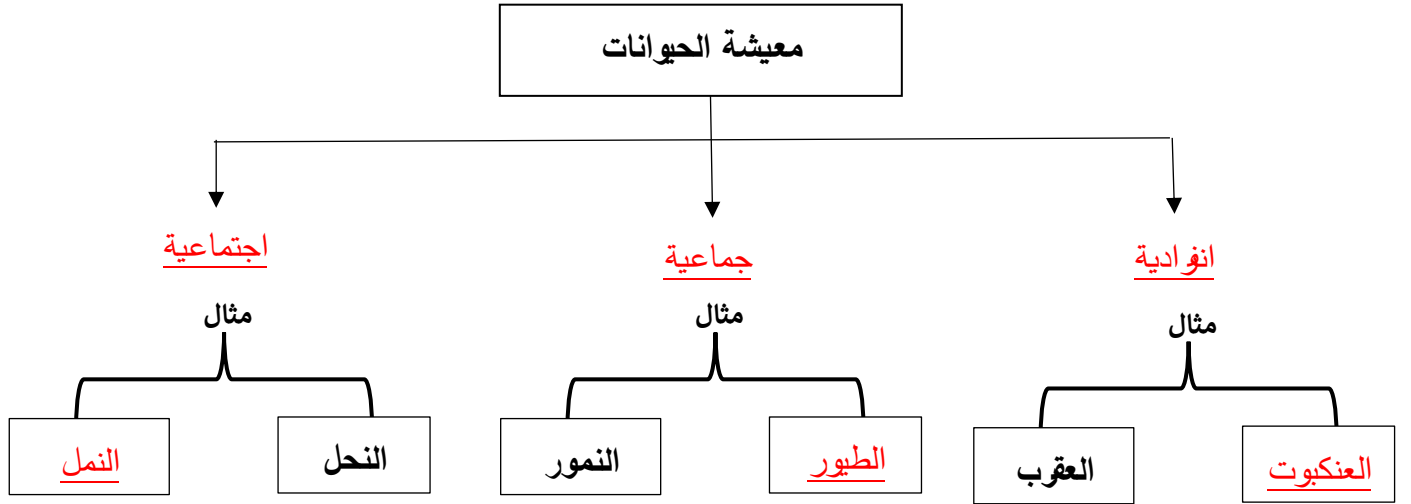 معيشة الحيوانات
انفرادية
جماعية
اجتماعية
مثال
مثال
مثال
العنكبوت
العقرب
الطيور
النمور
النحل
النمل